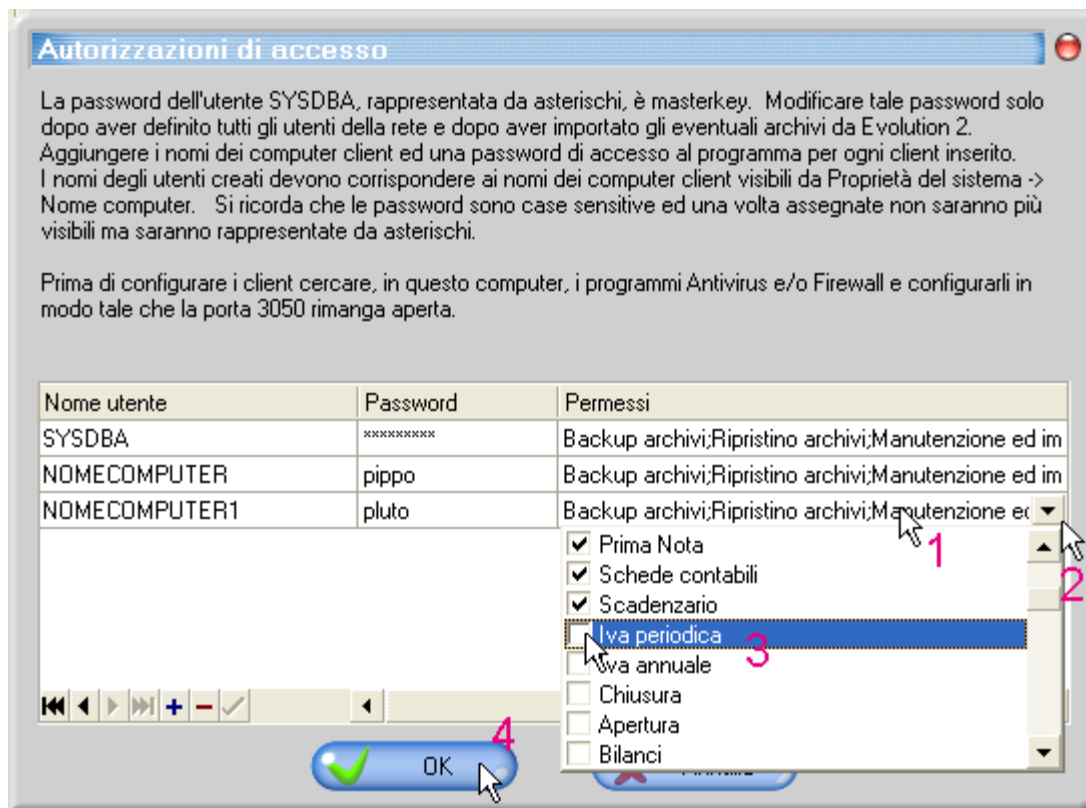 Autorizzazioni di accesso
La password dell'utente SYSDBA, rappresentata da asterischi, è masterkey. Modificare tale password solo
dopo aver definito tutti gli utenti della rete e dopo aver importato gli eventuali archivi da Evolution 2.
Aggiungere i nomi dei computer client ed una password di accesso al programma per ogni client inserito.
I nomi degli utenti creati devono corrispondere ai nomi dei computer client visibili da Proprietà del sistema ->
Nome computer. Si ricorda che le password sono case sensitive ed una volta assegnate non saranno più
visibili ma saranno rappresentate da asterischi.
Prima di configurare i client cercare, in questo computer, i programmi Antivirus e/o Firewall e configurarli in
modo tale che la porta 3050 rimanga aperta.
Nome utente Password Permessi
SYSDBA ********* Backup archivi;Ripristino archivi;Manutenzione ed im
NOMECOMPUTER pippo Backup archivi;Ripristino archivi;Manutenzione ed im
NOMECOMPUTER1 pluto Backup archivi;Ripristino archivi;Manutenzione ed
1
2
Prima Nota
Schede contabili
Scadenzario
Iva periodica 3
Iva annuale
Chiusura
Apertura
Bilanci
4
OK